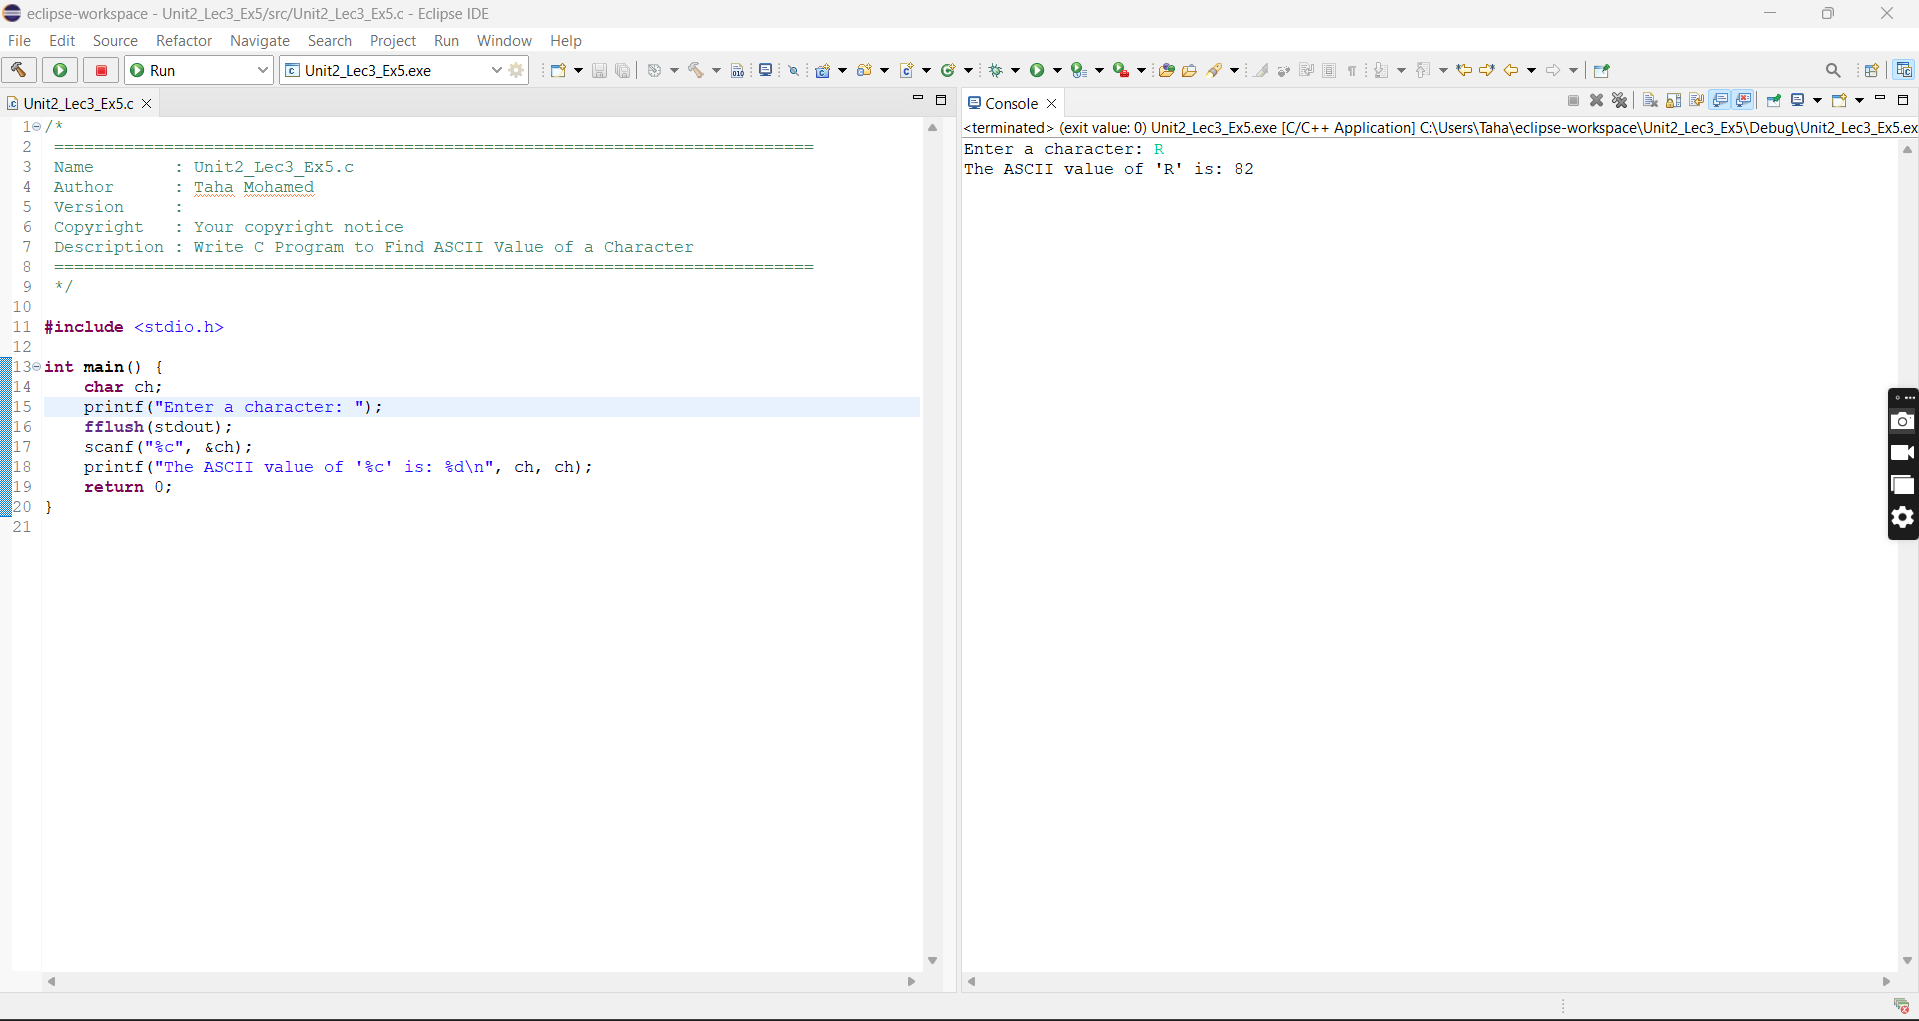 eclipse-workspace - Unit2_Lec3_Ex5/src/Unit2_Lec3_Ex5.c - Eclipse IDE
File Edit Source Refactor Navigate Search Project Run Window Help
Run Unit2_Lec3_Ex5.exe
Unit2_Lec3_Ex5.c
1 /*
2 ============================================================================
3 Name        : Unit2_Lec3_Ex5.c
4 Author      : Taha Mohamed
5 Version     :
6 Copyright   : Your copyright notice
7 Description : Write C Program to Find ASCII Value of a Character
8 ============================================================================
9 */
10
11 #include <stdio.h>
12
13 int main() {
14     char ch;
15     printf("Enter a character: ");
16     fflush(stdout);
17     scanf("%c", &ch);
18     printf("The ASCII value of '%c' is: %d\n", ch, ch);
19     return 0;
20 }
21
Console
<terminated> (exit value: 0) Unit2_Lec3_Ex5.exe [C/C++ Application] C:\Users\Taha\eclipse-workspace\Unit2_Lec3_Ex5\Debug\Unit2_Lec3_Ex5.ex
Enter a character: R
The ASCII value of 'R' is: 82